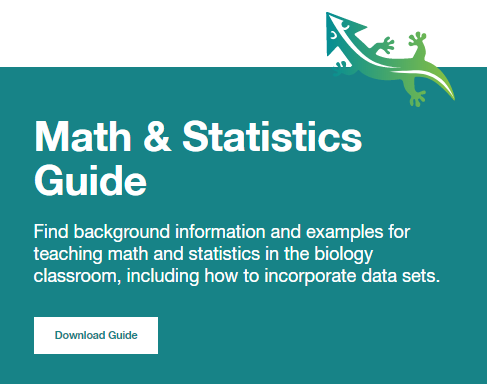 Math & Statistics
Guide
Find background information and examples for
teaching math and statistics in the biology
classroom, including how to incorporate data sets.
Download Guide